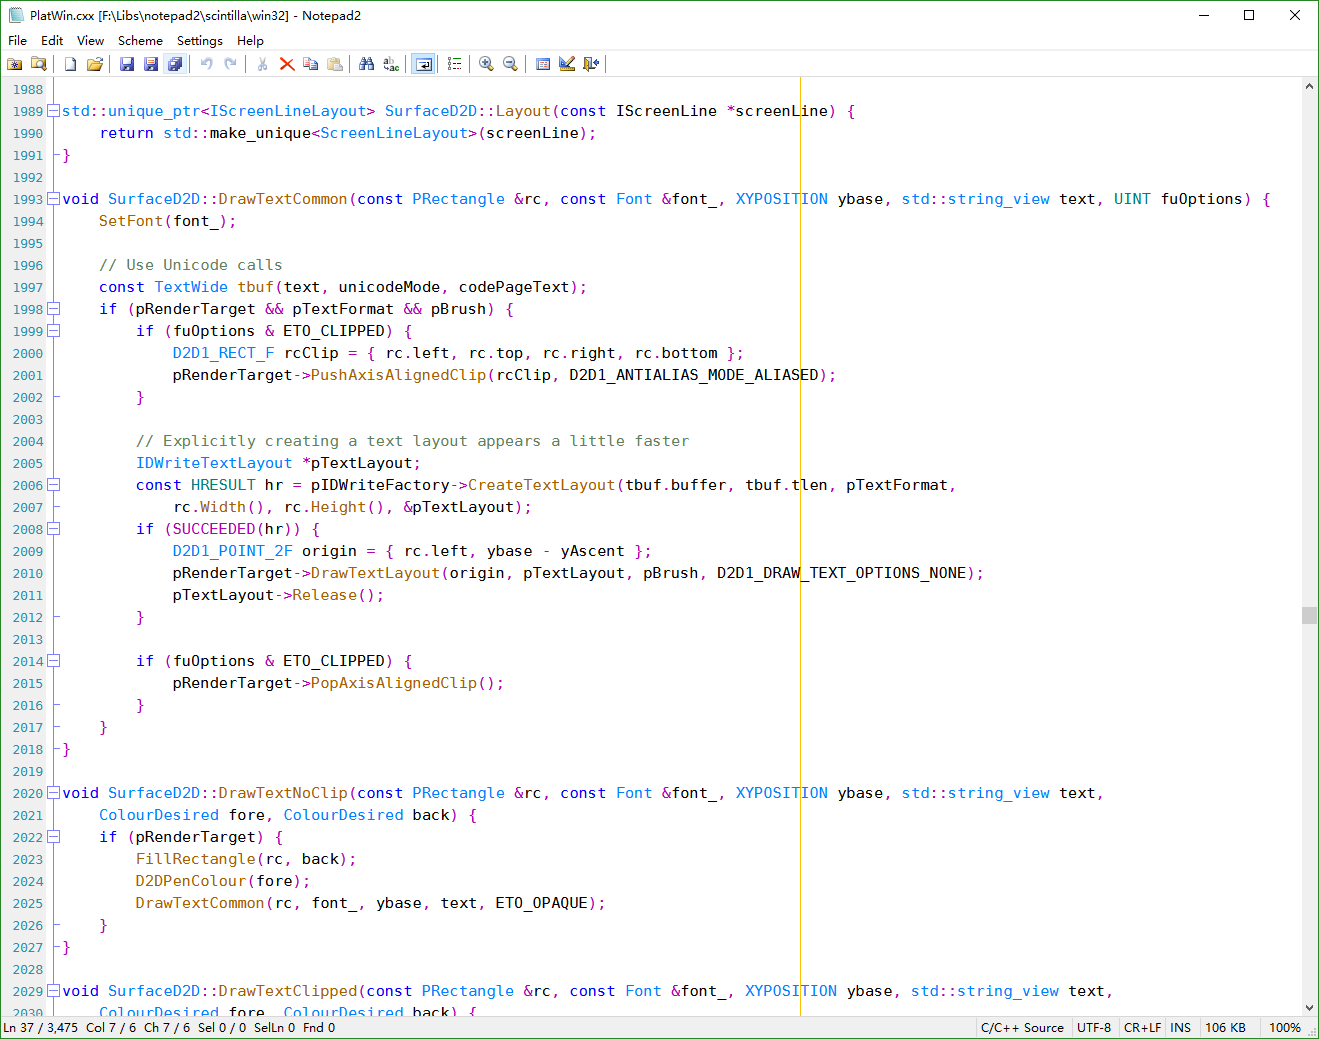 PlatWin.cxx [F:\Libs\notepad2\scintilla\win32] - Notepad2
File Edit View Scheme Settings Help
1988
1989 std::unique_ptr<IScreenLineLayout> SurfaceD2D::Layout(const IScreenLine *screenLine) {
1990     return std::make_unique<ScreenLineLayout>(screenLine);
1991 }
1992
1993 void SurfaceD2D::DrawTextCommon(const PRectangle &rc, const Font &font_, XYPOSITION ybase, std::string_view text, UINT fuOptions) {
1994     SetFont(font_);
1995
1996     // Use Unicode calls
1997     const TextWide tbuf(text, unicodeMode, codePageText);
1998     if (pRenderTarget && pTextFormat && pBrush) {
1999         if (fuOptions & ETO_CLIPPED) {
2000             D2D1_RECT_F rcClip = { rc.left, rc.top, rc.right, rc.bottom };
2001             pRenderTarget->PushAxisAlignedClip(rcClip, D2D1_ANTIALIAS_MODE_ALIASED);
2002         }
2003
2004         // Explicitly creating a text layout appears a little faster
2005         IDWriteTextLayout *pTextLayout;
2006         const HRESULT hr = pIDWriteFactory->CreateTextLayout(tbuf.buffer, tbuf.tlen, pTextFormat,
2007             rc.Width(), rc.Height(), &pTextLayout);
2008         if (SUCCEEDED(hr)) {
2009             D2D1_POINT_2F origin = { rc.left, ybase - yAscent };
2010             pRenderTarget->DrawTextLayout(origin, pTextLayout, pBrush, D2D1_DRAW_TEXT_OPTIONS_NONE);
2011             pTextLayout->Release();
2012         }
2013
2014         if (fuOptions & ETO_CLIPPED) {
2015             pRenderTarget->PopAxisAlignedClip();
2016         }
2017     }
2018 }
2019
2020 void SurfaceD2D::DrawTextNoClip(const PRectangle &rc, const Font &font_, XYPOSITION ybase, std::string_view text,
2021     ColourDesired fore, ColourDesired back) {
2022     if (pRenderTarget) {
2023         FillRectangle(rc, back);
2024         D2DPenColour(fore);
2025         DrawTextCommon(rc, font_, ybase, text, ETO_OPAQUE);
2026     }
2027 }
2028
2029 void SurfaceD2D::DrawTextClipped(const PRectangle &rc, const Font &font_, XYPOSITION ybase, std::string_view text,
2030     ColourDesired fore, ColourDesired back) {
Ln 37 / 3,475 Col 7 / 6 Ch 7 / 6 Sel 0 / 0 SelLn 0 Fnd 0 C/C++ Source UTF-8 CR+LF INS 106 KB 100%